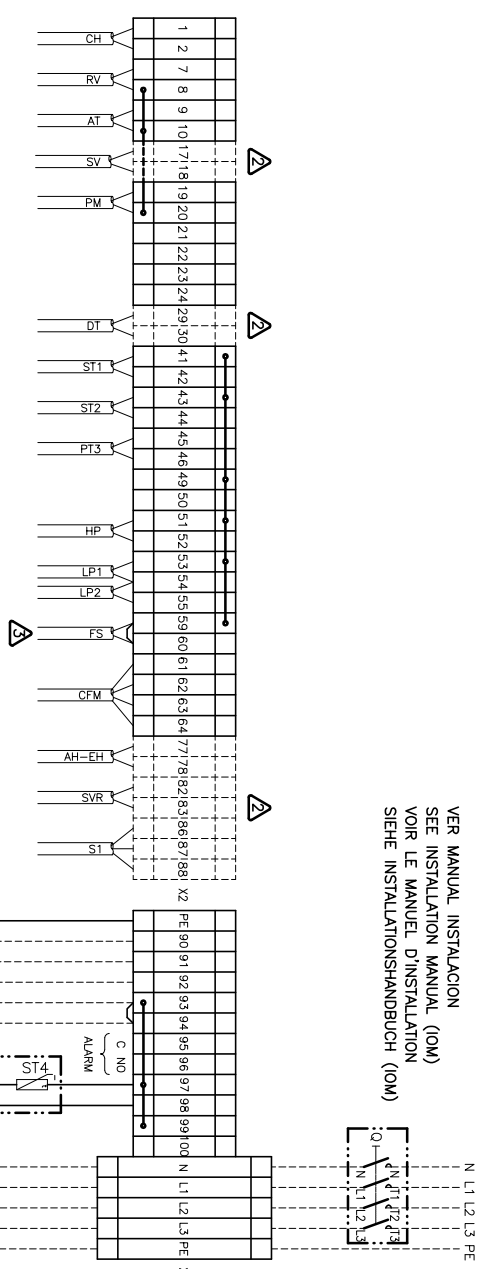 VER MANUAL INSTALACION
SEE INSTALLATION MANUAL (IOM)
VOIR LE MANUEL D'INSTALLATION
SIEHE INSTALLATIONSHANDBUCH (IOM)
N L1 L2 L3 PE
Q
N T1 T2 T3
N L1 L2 L3
2 2 2
1 2 7 8 9 10 17 18 19 20 21 22 23 24 29 30 41 42 43 44 45 46 49 50 51 52 53 54 55 59 60 61 62 63 64 77 78 82 83 86 87 88 X2
PE 90 91 92 93 94 95 96 97 98 99 100
N L1 L2 L3 PE
C NO
ALARM
ST4
CH
RV
AT
SV
PM
DT
ST1
ST2
PT3
HP
LP1
LP2
FS
CFM
AH-EH
SVR
S1
3